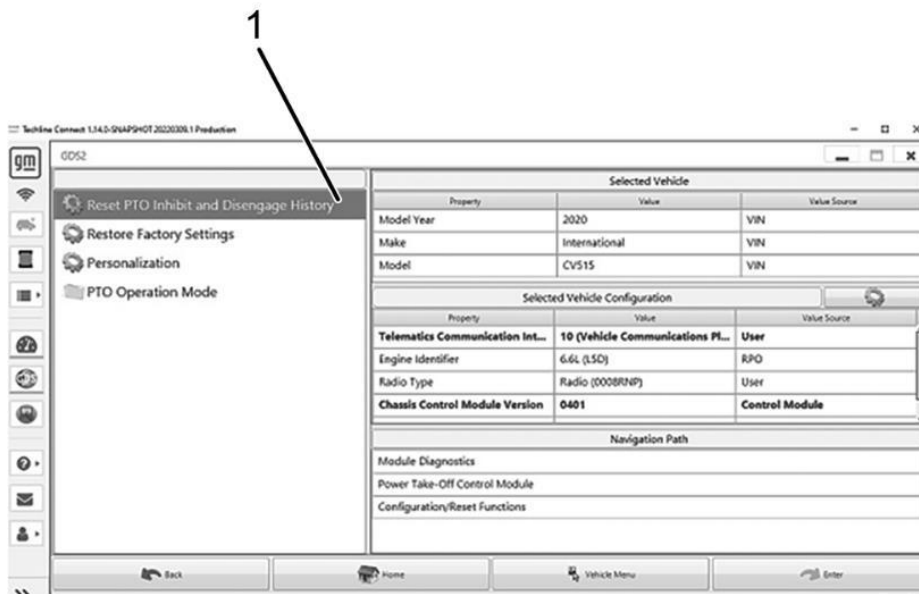 1
Techline Connect 1.14.0-SNAPSHOT 20220309.1 Production
gm
GDS2
Reset PTO Inhibit and Disengage History
Restore Factory Settings
Personalization
PTO Operation Mode
Selected Vehicle
Property Value Value Source
Model Year 2020 VIN
Make International VIN
Model CV515 VIN
Selected Vehicle Configuration
Property Value Value Source
Telematics Communication Int... 10 (Vehicle Communications Pl... User
Engine Identifier 6.6L (L5D) RPO
Radio Type Radio (0008RNP) User
Chassis Control Module Version 0401 Control Module
Navigation Path
Module Diagnostics
Power Take-Off Control Module
Configuration/Reset Functions
Back Home Vehicle Menu Enter